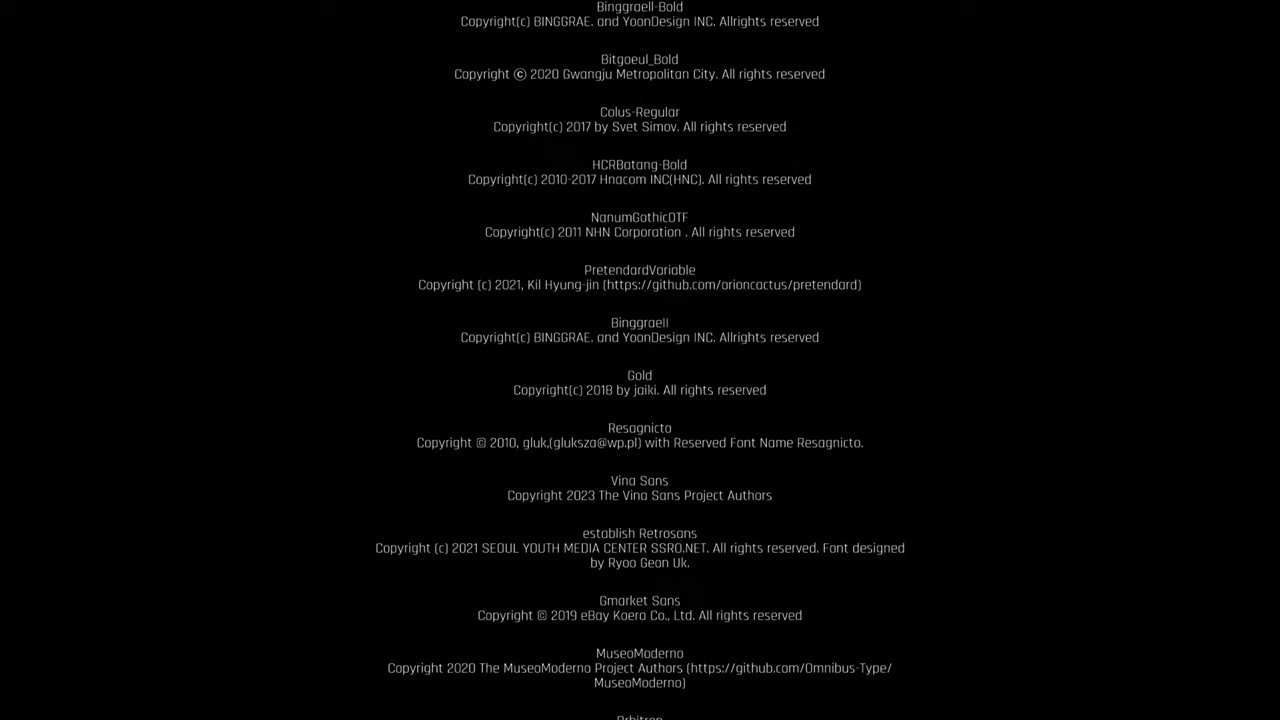 BinggraeII-Bold
Copyright(c) BINGGRAE. and YoonDesign INC. Allrights reserved
Bitgoeul_Bold
Copyright ⓒ 2020 Gwangju Metropolitan City. All rights reserved
Colus-Regular
Copyright(c) 2017 by Svet Simov. All rights reserved
HCRBatang-Bold
Copyright(c) 2010-2017 Hnacom INC(HNC). All rights reserved
NanumGothicOTF
Copyright(c) 2011 NHN Corporation . All rights reserved
PretendardVariable
Copyright (c) 2021, Kil Hyung-jin (https://github.com/orioncactus/pretendard)
BinggraeII
Copyright(c) BINGGRAE. and YoonDesign INC. Allrights reserved
Gold
Copyright(c) 2018 by jaiki. All rights reserved
Resagnicto
Copyright © 2010, gluk,(gluksza@wp.pl) with Reserved Font Name Resagnicto.
Vina Sans
Copyright 2023 The Vina Sans Project Authors
establish Retrosans
Copyright (c) 2021 SEOUL YOUTH MEDIA CENTER SSRO.NET. All rights reserved. Font designed
by Ryoo Geon Uk.
Gmarket Sans
Copyright © 2019 eBay Koera Co., Ltd. All rights reserved
MuseoModerno
Copyright 2020 The MuseoModerno Project Authors (https://github.com/Omnibus-Type/
MuseoModerno)
Orbitron